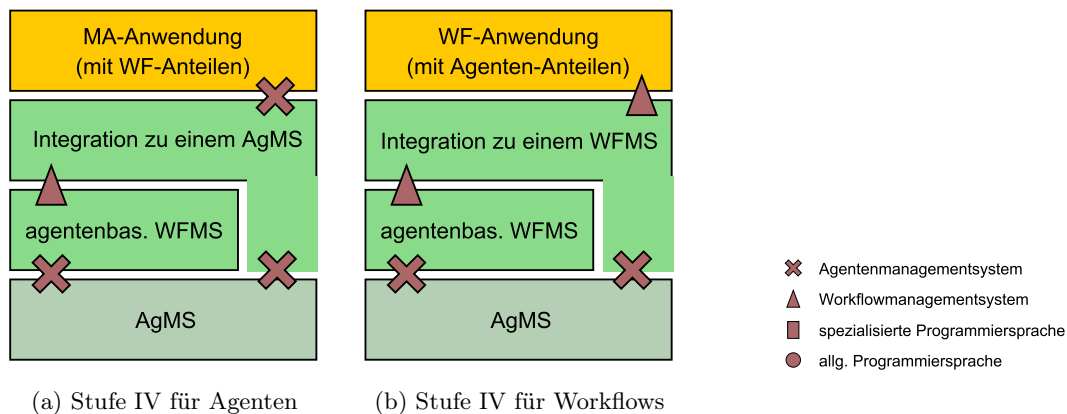 MA-Anwendung
(mit WF-Anteilen)
Integration zu einem AgMS
agentenbas. WFMS
AgMS
(a) Stufe IV für Agenten
WF-Anwendung
(mit Agenten-Anteilen)
Integration zu einem WFMS
agentenbas. WFMS
AgMS
(b) Stufe IV für Workflows
Agentenmanagementsystem
Workflowmanagementsystem
spezialisierte Programmiersprache
allg. Programmiersprache